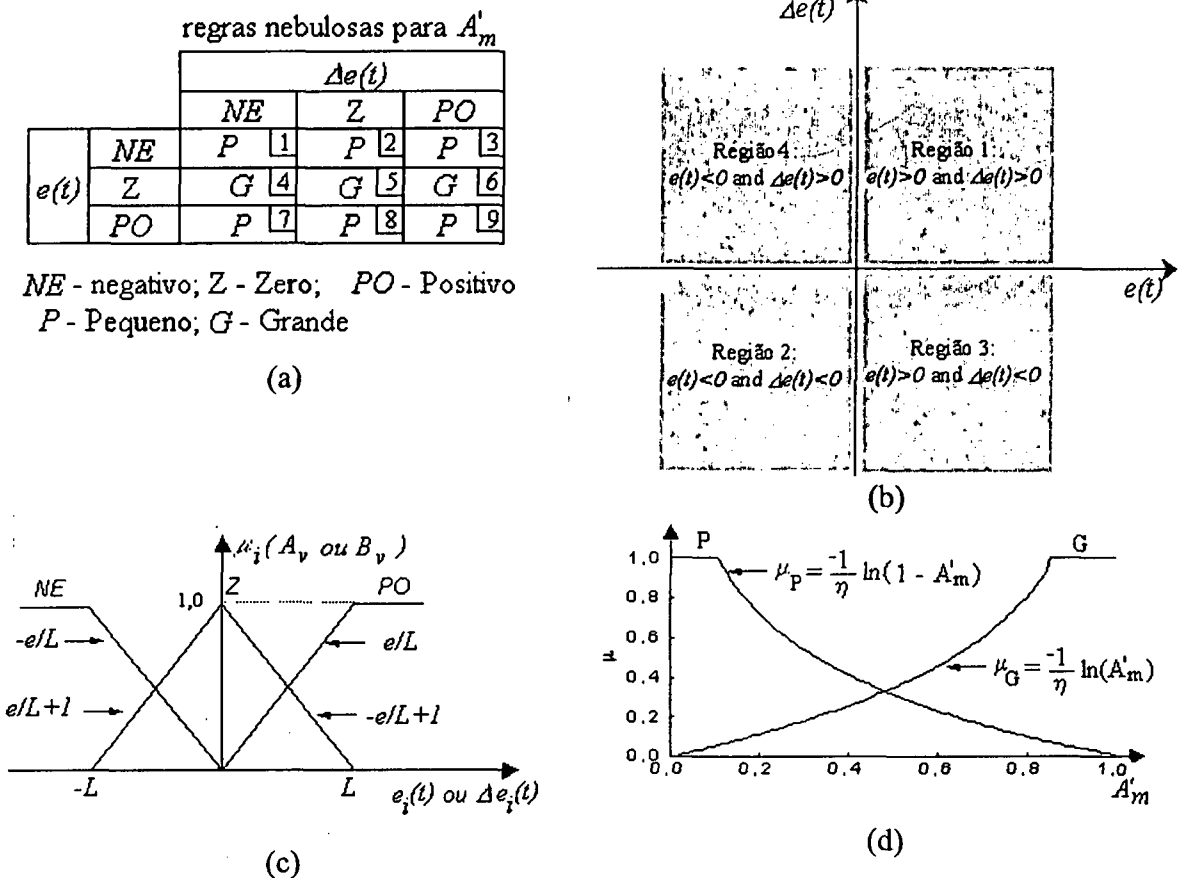 regras nebulosas para A'm
Δe(t)
NE Z PO
e(t)
NE P 1 P 2 P 3
Z G 4 G 5 G 6
PO P 7 P 8 P 9
NE - negativo; Z - Zero; PO - Positivo
P - Pequeno; G - Grande
(a)
Δe(t)
Região 4:
e(t)<0 and Δe(t)>0
Região 1:
e(t)>0 and Δe(t)>0
e(t)
Região 2:
e(t)<0 and Δe(t)<0
Região 3:
e(t)>0 and Δe(t)<0
(b)
μi(Av ou Bv)
NE
Z
PO
1,0
-e/L
e/L
e/L+1
-e/L+1
-L
L
ei(t) ou Δei(t)
(c)
P
G
1.0
0.8
0.6
0.4
0.2
0.0
μ
μP = -1/η ln(1 - A'm)
μG = -1/η ln(A'm)
0.0 0.2 0.4 0.6 0.8 1.0
A'm
(d)